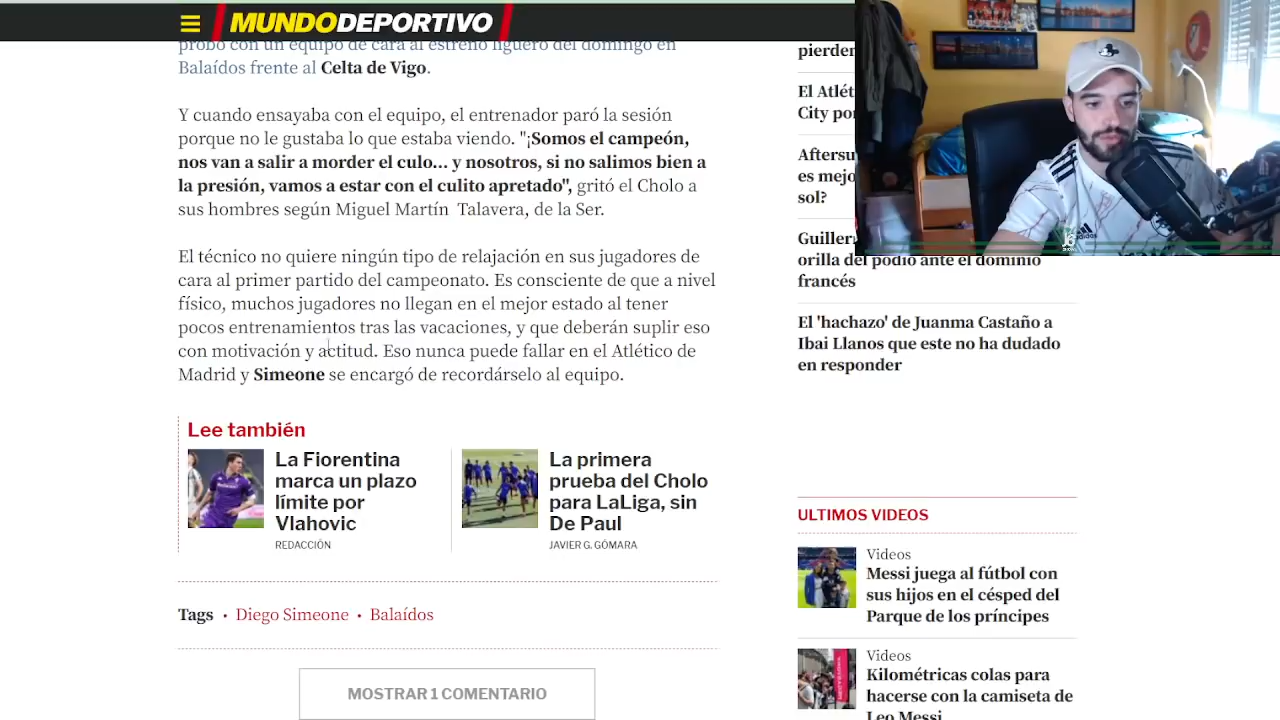 MUNDODEPORTIVO
probó con un equipo de cara al estreno liguero del domingo en
Balaídos frente al Celta de Vigo.
Y cuando ensayaba con el equipo, el entrenador paró la sesión
porque no le gustaba lo que estaba viendo. "¡Somos el campeón,
nos van a salir a morder el culo... y nosotros, si no salimos bien a
la presión, vamos a estar con el culito apretado", gritó el Cholo a
sus hombres según Miguel Martín Talavera, de la Ser.
El técnico no quiere ningún tipo de relajación en sus jugadores de
cara al primer partido del campeonato. Es consciente de que a nivel
físico, muchos jugadores no llegan en el mejor estado al tener
pocos entrenamientos tras las vacaciones, y que deberán suplir eso
con motivación y actitud. Eso nunca puede fallar en el Atlético de
Madrid y Simeone se encargó de recordárselo al equipo.
Lee también
La Fiorentina
marca un plazo
límite por
Vlahovic
REDACCIÓN
La primera
prueba del Cholo
para LaLiga, sin
De Paul
JAVIER G. GÓMARA
Tags • Diego Simeone • Balaídos
MOSTRAR 1 COMENTARIO
El Atlét
City po
es mejo
sol?
orilla del podio ante el dominio
francés
El 'hachazo' de Juanma Castaño a
Ibai Llanos que este no ha dudado
en responder
ULTIMOS VIDEOS
Videos
Messi juega al fútbol con
sus hijos en el césped del
Parque de los príncipes
Videos
Kilométricas colas para
hacerse con la camiseta de
Leo Messi
adidas